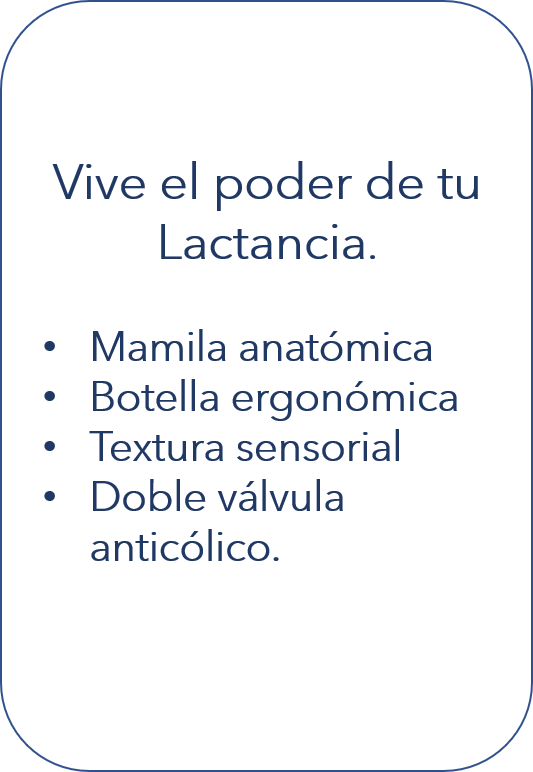 Vive el poder de tu
Lactancia.
• Mamila anatómica
• Botella ergonómica
• Textura sensorial
• Doble válvula
anticólico.